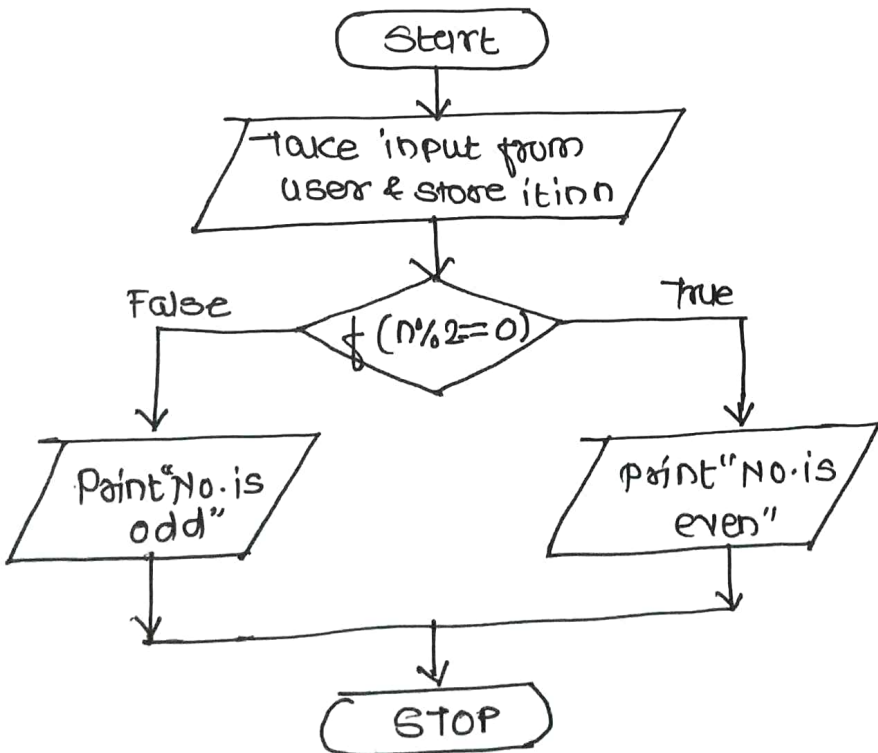 Start
Take input from
user & store it in n
False
True
if (n%2==0)
Print "No. is
odd"
Print "No. is
even"
STOP